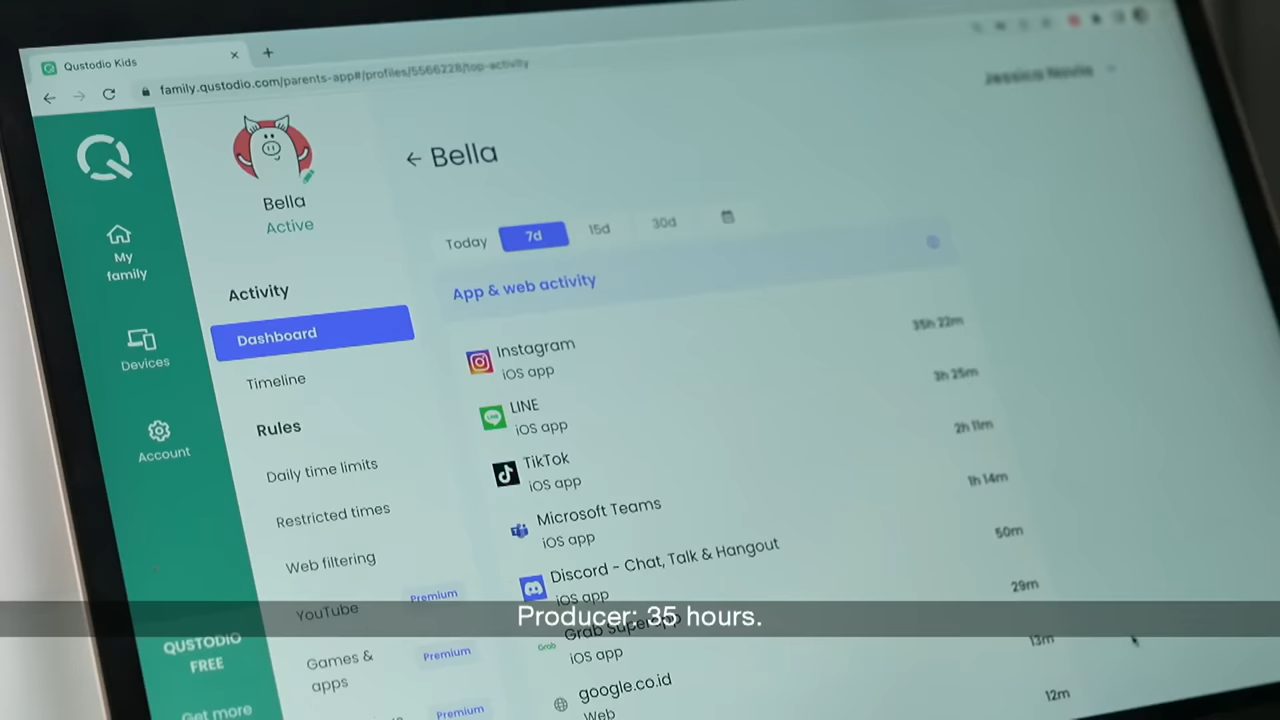 Qustodio Kids
family.qustodio.com/parents-app#/profiles/5566228/top-activity
My
family
Devices
Account
QUSTODIO
FREE
Get more
Bella
Active
Activity
Dashboard
Timeline
Rules
Daily time limits
Restricted times
Web filtering
YouTube Premium
Games &
apps Premium
Premium
Bella
Today 7d 15d 30d
App & web activity
Instagram 35h 22m
iOS app
LINE 3h 25m
iOS app
TikTok 2h 11m
iOS app
Microsoft Teams 1h 14m
iOS app
Discord - Chat, Talk & Hangout 50m
iOS app
Grab Superapp 29m
Grab
iOS app
google.co.id 13m
Web
12m
Producer: 35 hours.